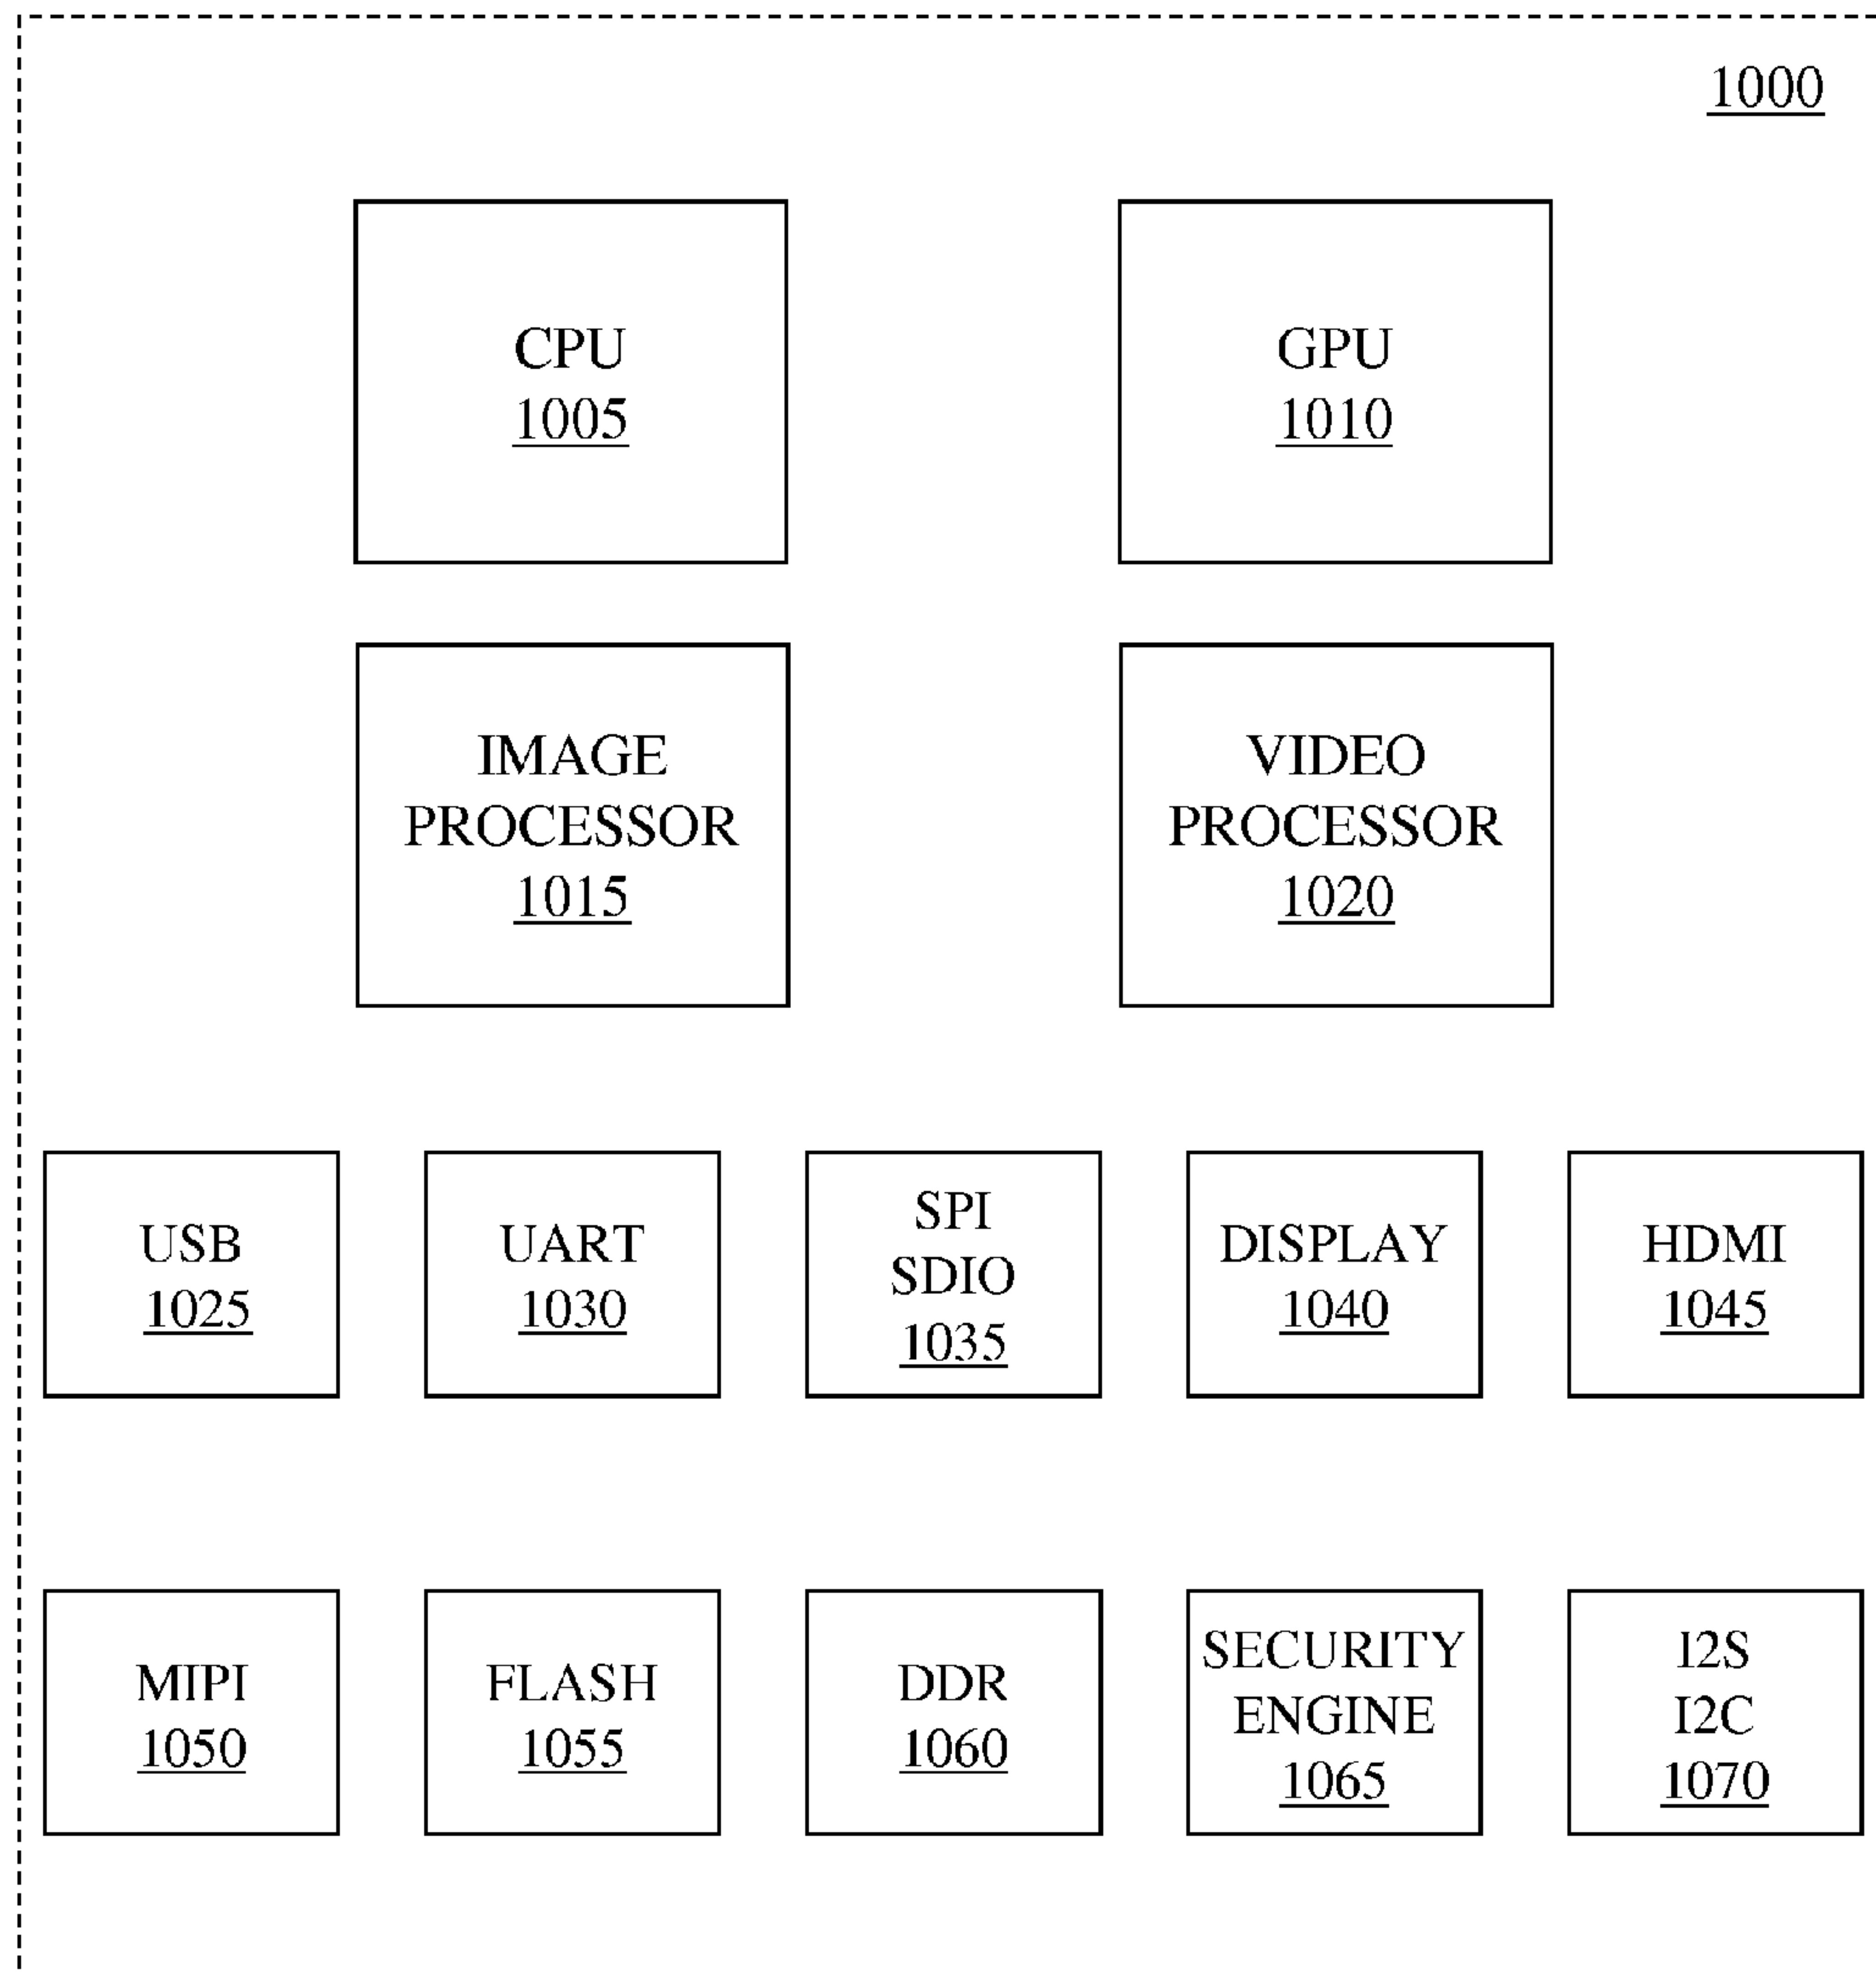 1000
CPU
1005
GPU
1010
IMAGE
PROCESSOR
1015
VIDEO
PROCESSOR
1020
USB
1025
UART
1030
SPI
SDIO
1035
DISPLAY
1040
HDMI
1045
MIPI
1050
FLASH
1055
DDR
1060
SECURITY
ENGINE
1065
I2S
I2C
1070